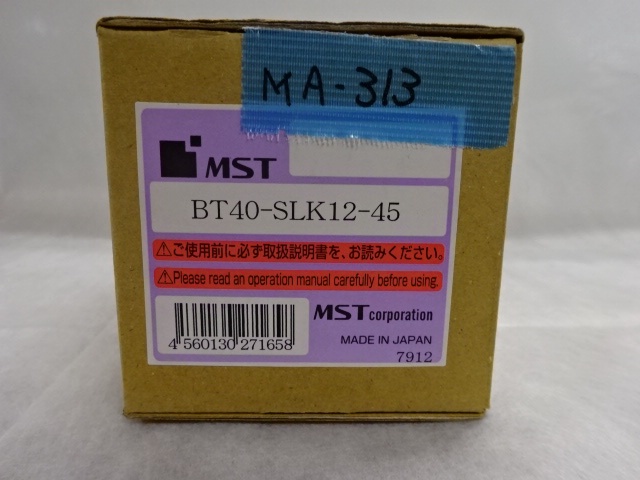 MA-313
MST
BT40-SLK12-45
⚠ご使用前に必ず取扱説明書を、お読みください。
⚠Please read an operation manual carefully before using.
4 560130 271658
MST corporation
MADE IN JAPAN
7912